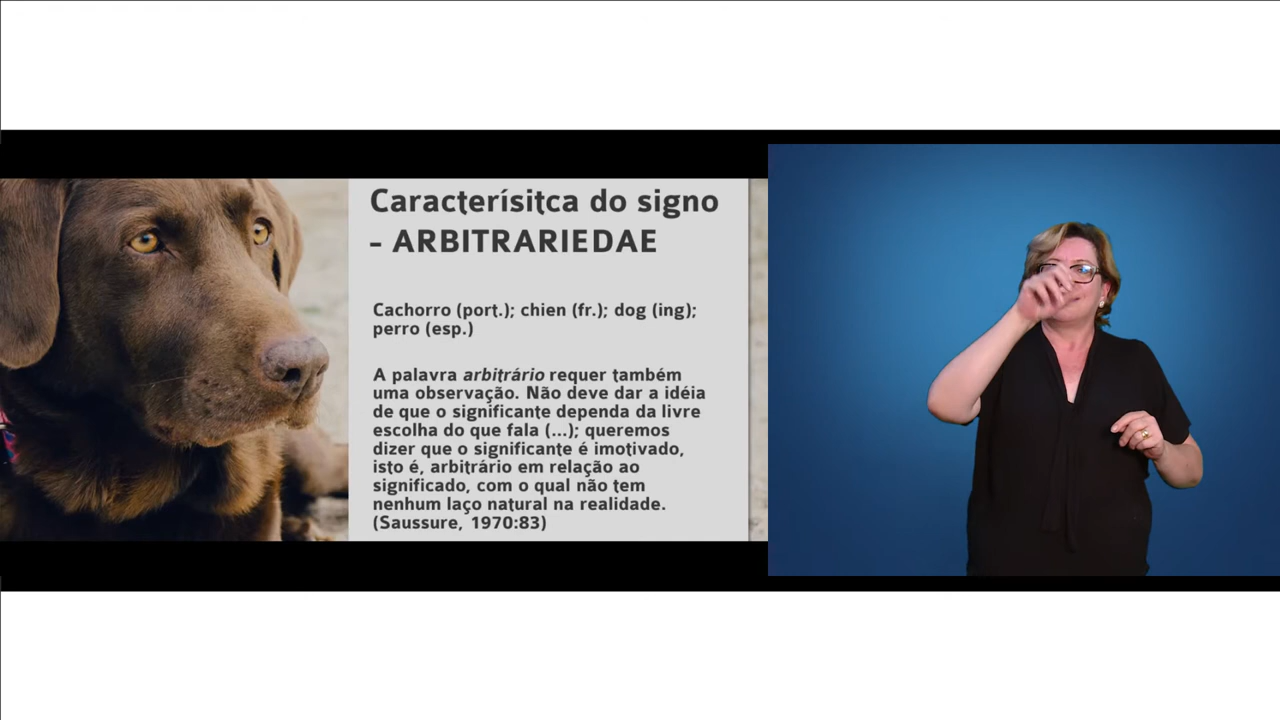 Caracterísitca do signo
- ARBITRARIEDAE
Cachorro (port.); chien (fr.); dog (ing);
perro (esp.)
A palavra arbitrário requer também
uma observação. Não deve dar a idéia
de que o significante dependa da livre
escolha do que fala (...); queremos
dizer que o significante é imotivado,
isto é, arbitrário em relação ao
significado, com o qual não tem
nenhum laço natural na realidade.
(Saussure, 1970:83)